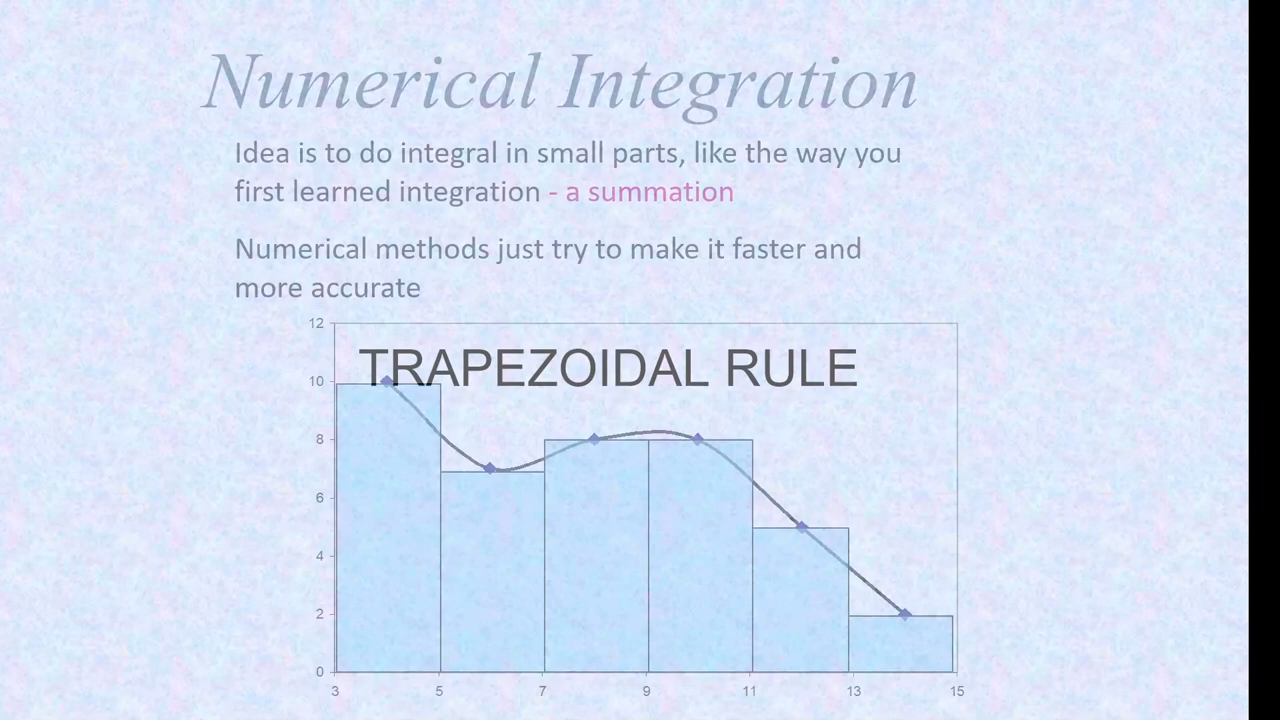 Numerical Integration
Idea is to do integral in small parts, like the way you
first learned integration - a summation
Numerical methods just try to make it faster and
more accurate
12
TRAPEZOIDAL RULE
10
8
6
4
2
0
3 5 7 9 11 13 15